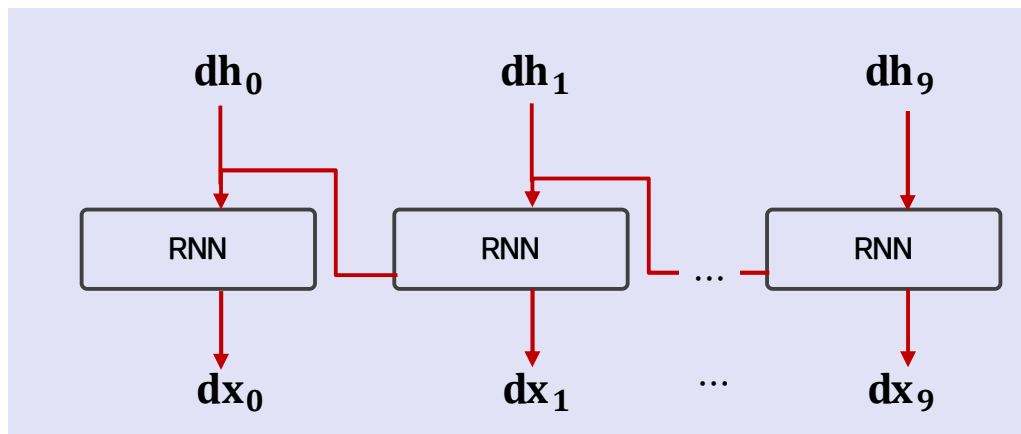 dh₀ dh₁ dh₉
RNN RNN ... RNN
dx₀ dx₁ ... dx₉